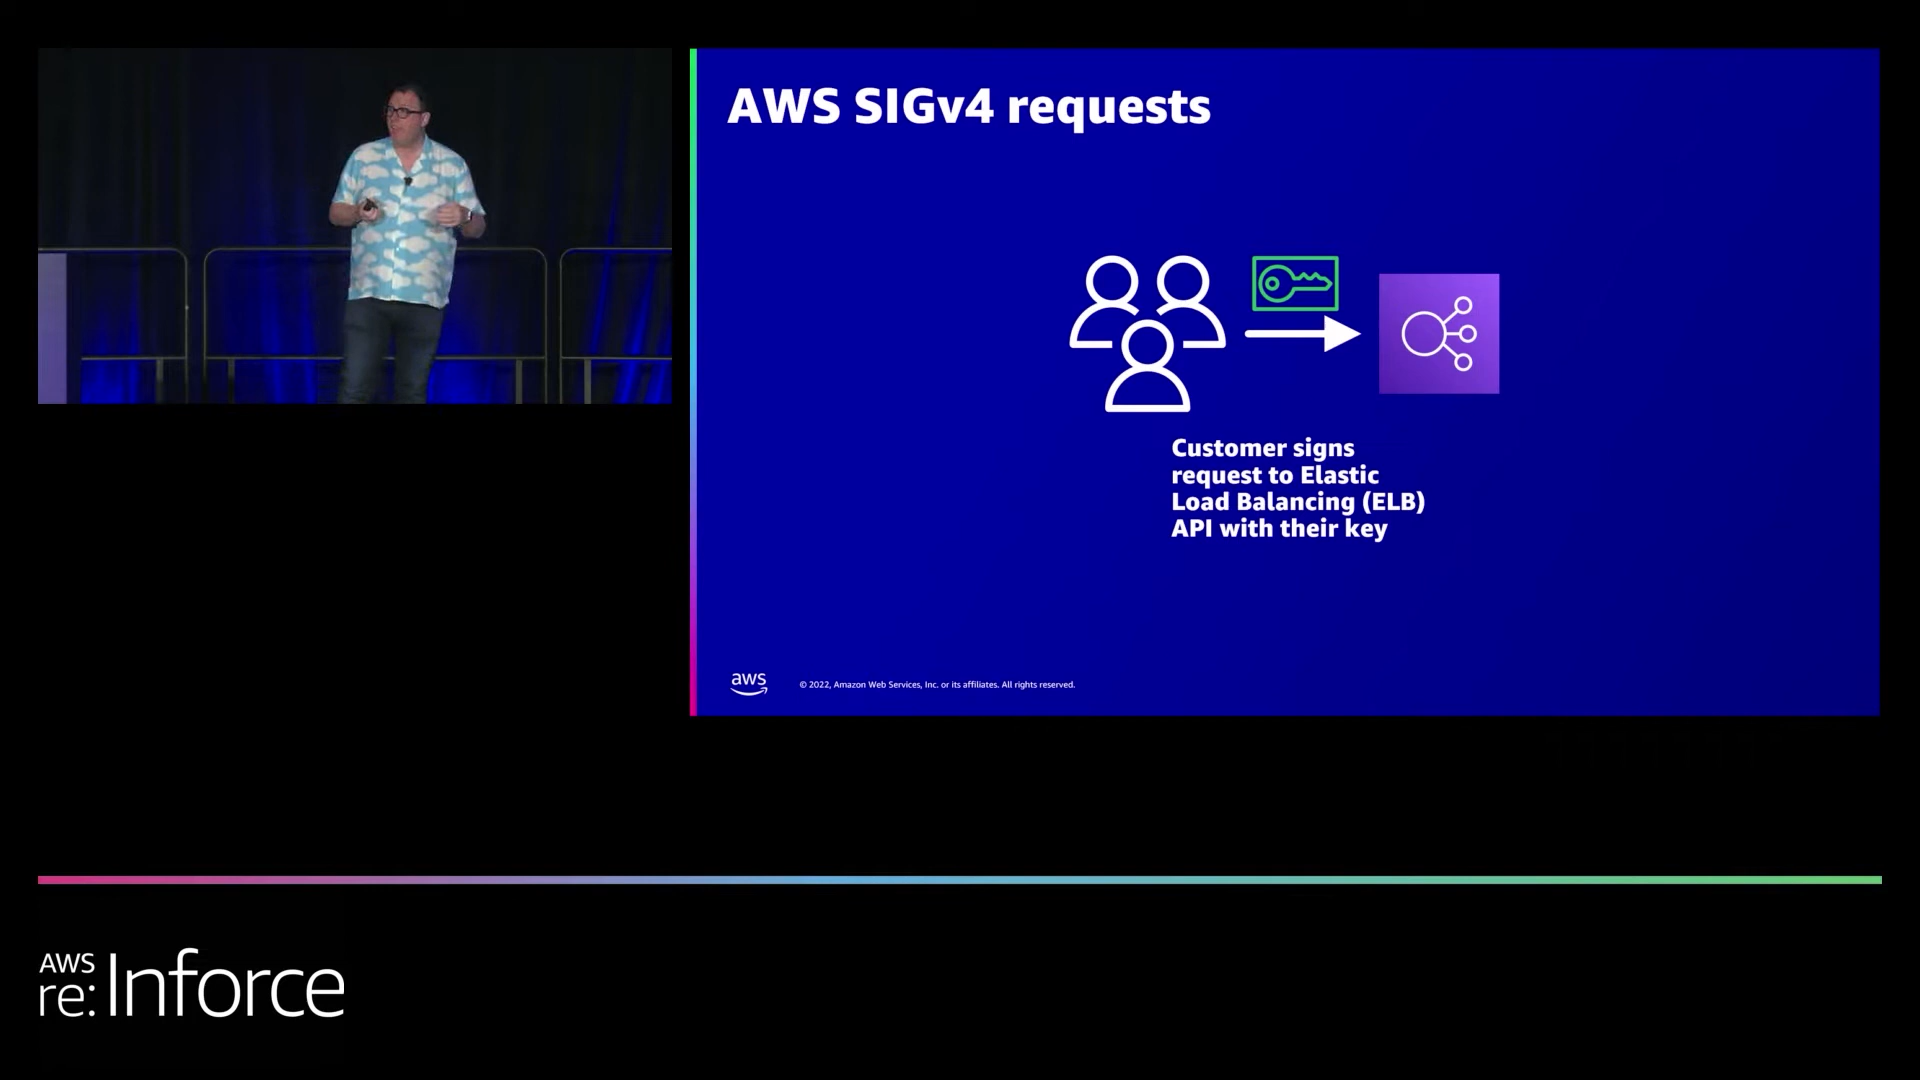 AWS SIGv4 requests
Customer signs
request to Elastic
Load Balancing (ELB)
API with their key
aws
© 2022, Amazon Web Services, Inc. or its affiliates. All rights reserved.
AWS
re:Inforce